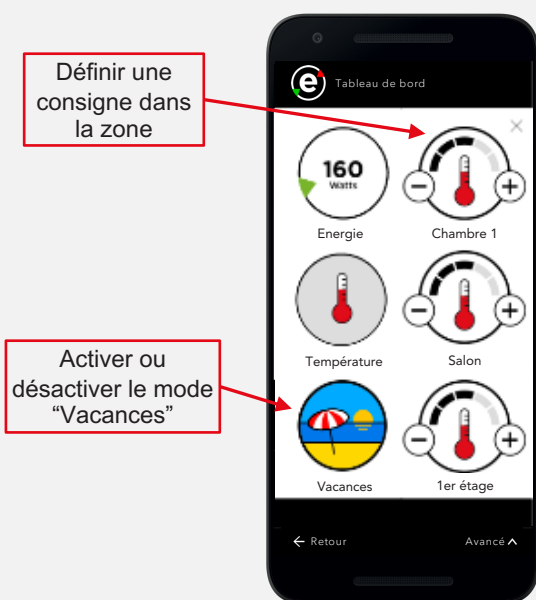 Définir une
consigne dans
la zone
e
Tableau de bord
160
Watts
Energie
Chambre 1
Température
Salon
Activer ou
désactiver le mode
“Vacances”
Vacances
1er étage
Retour
Avancé